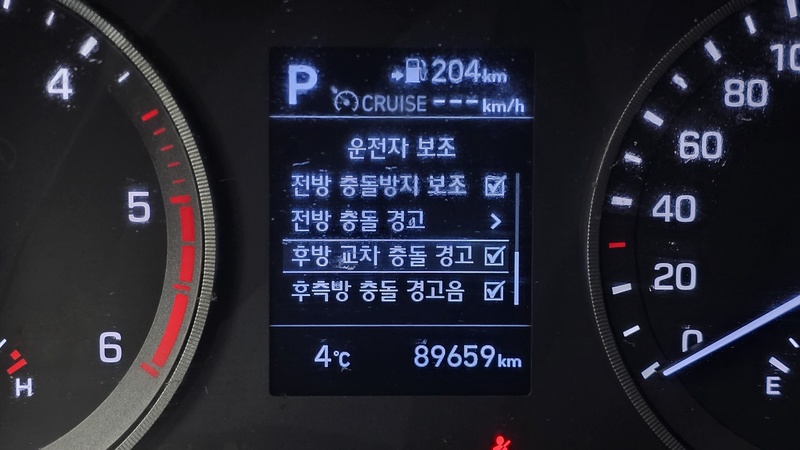 P
204km
CRUISE ---km/h
운전자 보조
전방 충돌방지 보조
전방 충돌 경고 >
후방 교차 충돌 경고
후측방 충돌 경고음
4℃
89659km
4
5
6
H
100
80
60
40
20
0
E